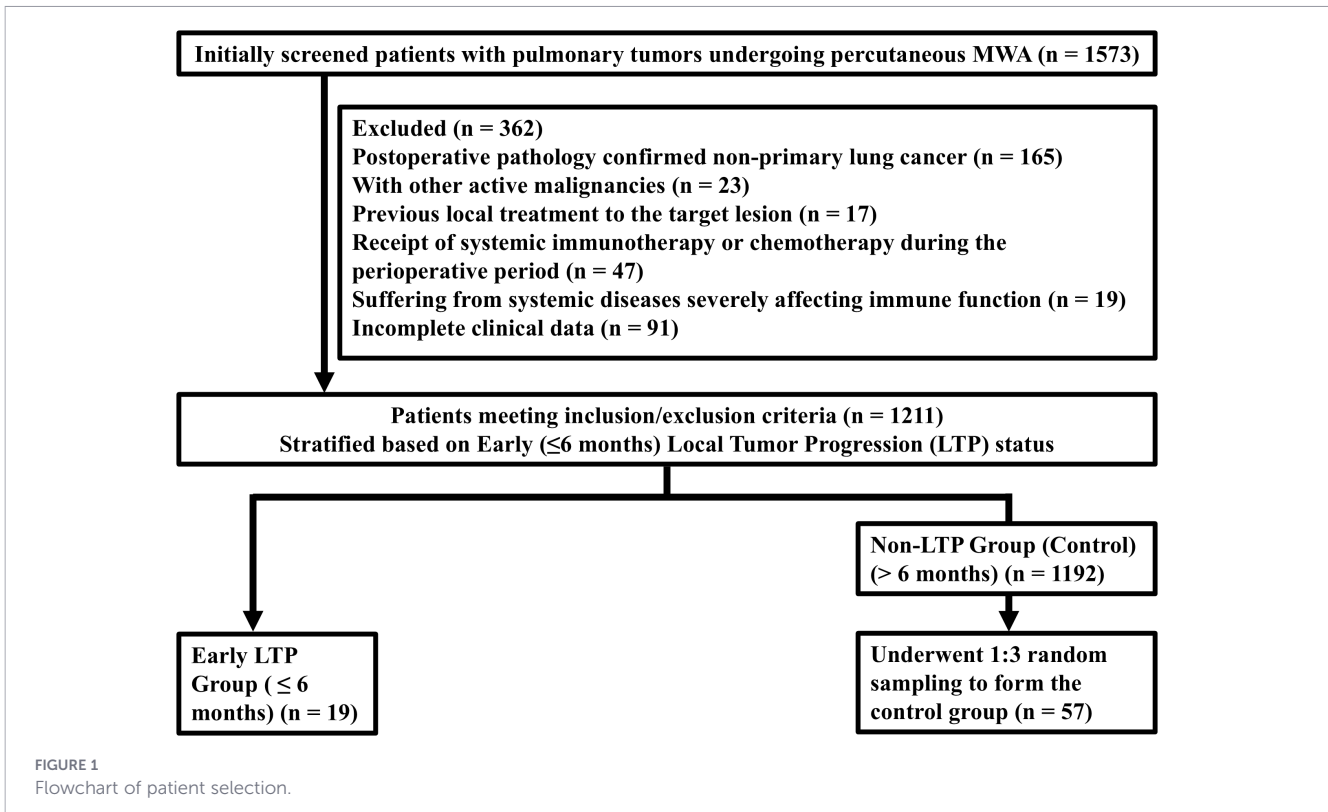 Initially screened patients with pulmonary tumors undergoing percutaneous MWA (n = 1573)
Excluded (n = 362)
Postoperative pathology confirmed non-primary lung cancer (n = 165)
With other active malignancies (n = 23)
Previous local treatment to the target lesion (n = 17)
Receipt of systemic immunotherapy or chemotherapy during the
perioperative period (n = 47)
Suffering from systemic diseases severely affecting immune function (n = 19)
Incomplete clinical data (n = 91)
Patients meeting inclusion/exclusion criteria (n = 1211)
Stratified based on Early (≤6 months) Local Tumor Progression (LTP) status
Non-LTP Group (Control)
(> 6 months) (n = 1192)
Early LTP
Group ( ≤ 6
months) (n = 19)
Underwent 1:3 random
sampling to form the
control group (n = 57)
FIGURE 1
Flowchart of patient selection.